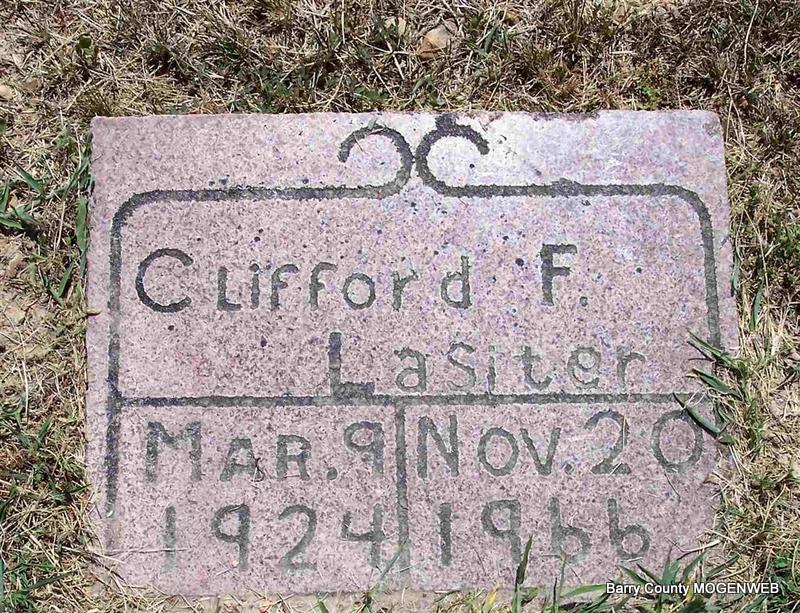 Clifford F.
Lasiter
Mar. 9 Nov. 20
1924 1966
Barry County MOGENWEB